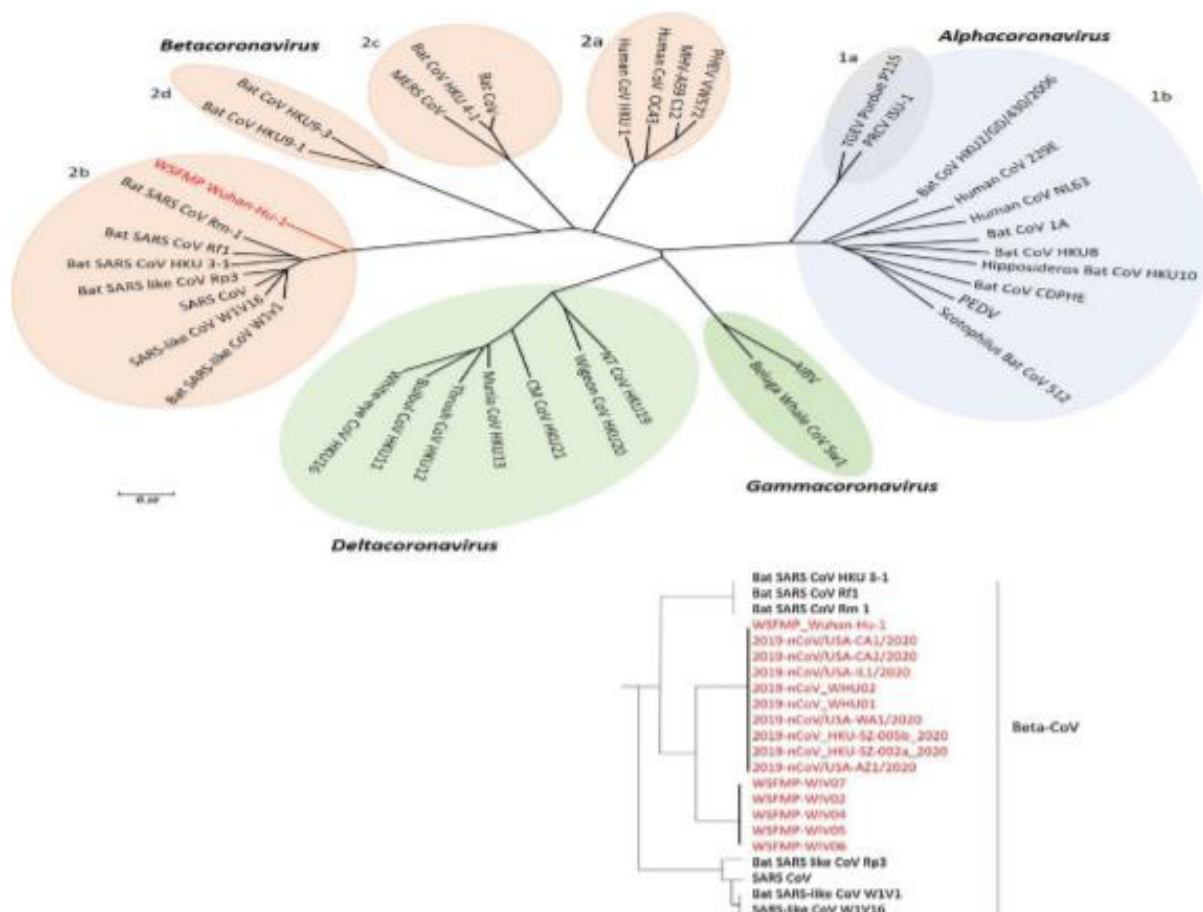 Betacoronavirus
2c
2a
Alphacoronavirus
1a
1b
2d
Bat CoV HKU9-3
Bat CoV HKU9-1
Bat CoV HKU 4-1
Bat CoV
MERS CoV
Human CoV HKU 1
Human CoV OC43
MHV-A59 C12
PHEV VW572
TGEV Purdue P115
PRCV ISU-1
Bat CoV HKU2/GD/430/2006
Human CoV 229E
Human CoV NL63
Bat CoV 1A
Bat CoV HKU8
Hipposideros Bat CoV HKU10
Bat CoV CDPHE
PEDV
Scotophilus Bat CoV 512
2b
WSFMP Wuhan-Hu-1
Bat SARS CoV Rm-1
Bat SARS CoV Rf1
Bat SARS CoV HKU 3-1
Bat SARS like CoV Rp3
SARS CoV
SARS-like CoV W1V16
Bat SARS-like CoV W1v1
White-eye CoV HKU16
Bulbul CoV HKU11
Thrush CoV HKU12
Munia CoV HKU13
CM CoV HKU21
Wigeon CoV HKU20
NT CoV HKU19
Beluga Whale CoV Sw1
Gammacoronavirus
Deltacoronavirus
Bat SARS CoV HKU 3-1
Bat SARS CoV Rf1
Bat SARS CoV Rm 1
WSFMP_Wuhan-Hu-1
2019-nCoV/USA-CA1/2020
2019-nCoV/USA-CA2/2020
2019-nCoV/USA-IL1/2020
2019-nCoV_WHU02
2019-nCoV_WHU01
2019-nCoV/USA-WA1/2020
2019-nCoV_HKU-SZ-005b_2020
2019-nCoV_HKU-SZ-002a_2020
2019-nCoV/USA-AZ1/2020
WSFMP-WIV07
WSFMP-WIV02
WSFMP-WIV04
WSFMP-WIV05
WSFMP-WIV06
Bat SARS like CoV Rp3
SARS CoV
Bat SARS-like CoV W1V1
SARS-like CoV W1V16
Beta-CoV